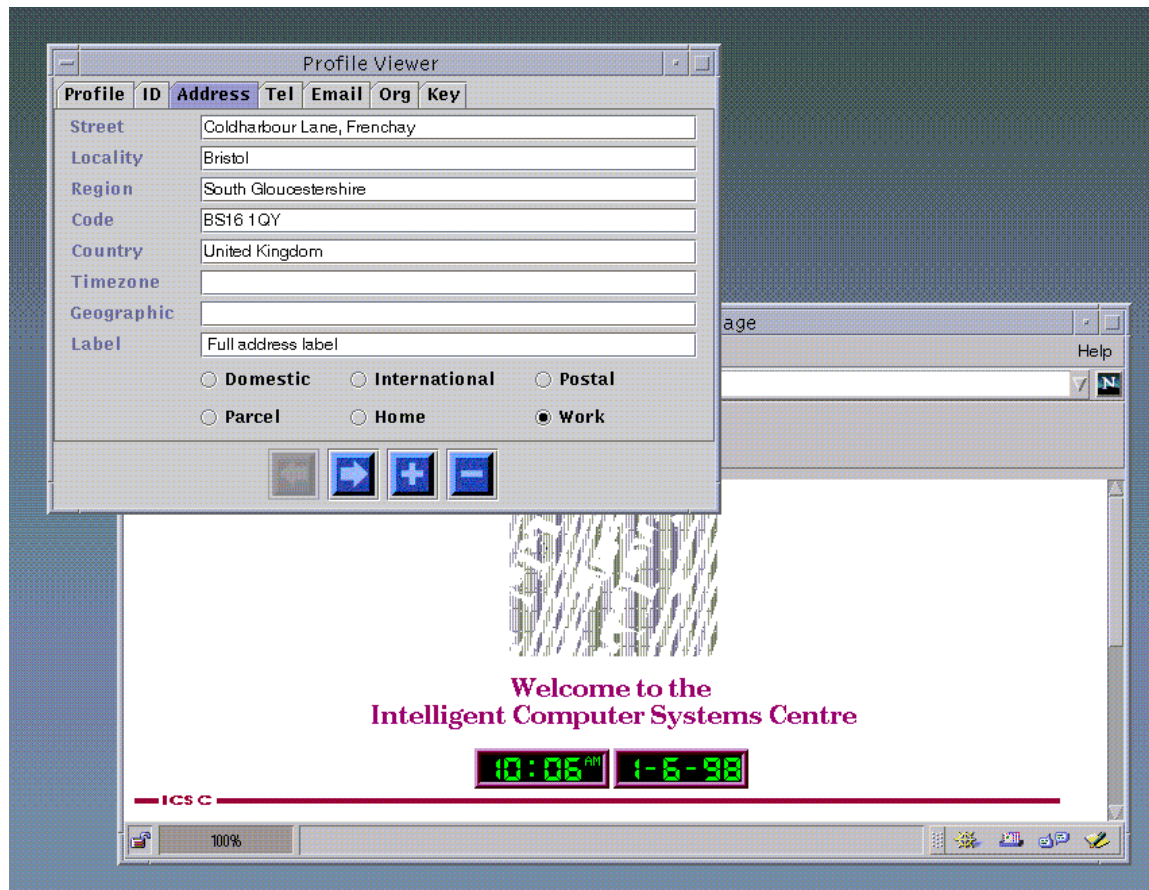 Profile Viewer
Profile ID Address Tel Email Org Key
Street Coldharbour Lane, Frenchay
Locality Bristol
Region South Gloucestershire
Code BS16 1QY
Country United Kingdom
Timezone
Geographic
Label Full address label
Domestic International Postal
Parcel Home Work
age
Help
N
Welcome to the
Intelligent Computer Systems Centre
10:06 AM 1-6-98
ICSC
100%